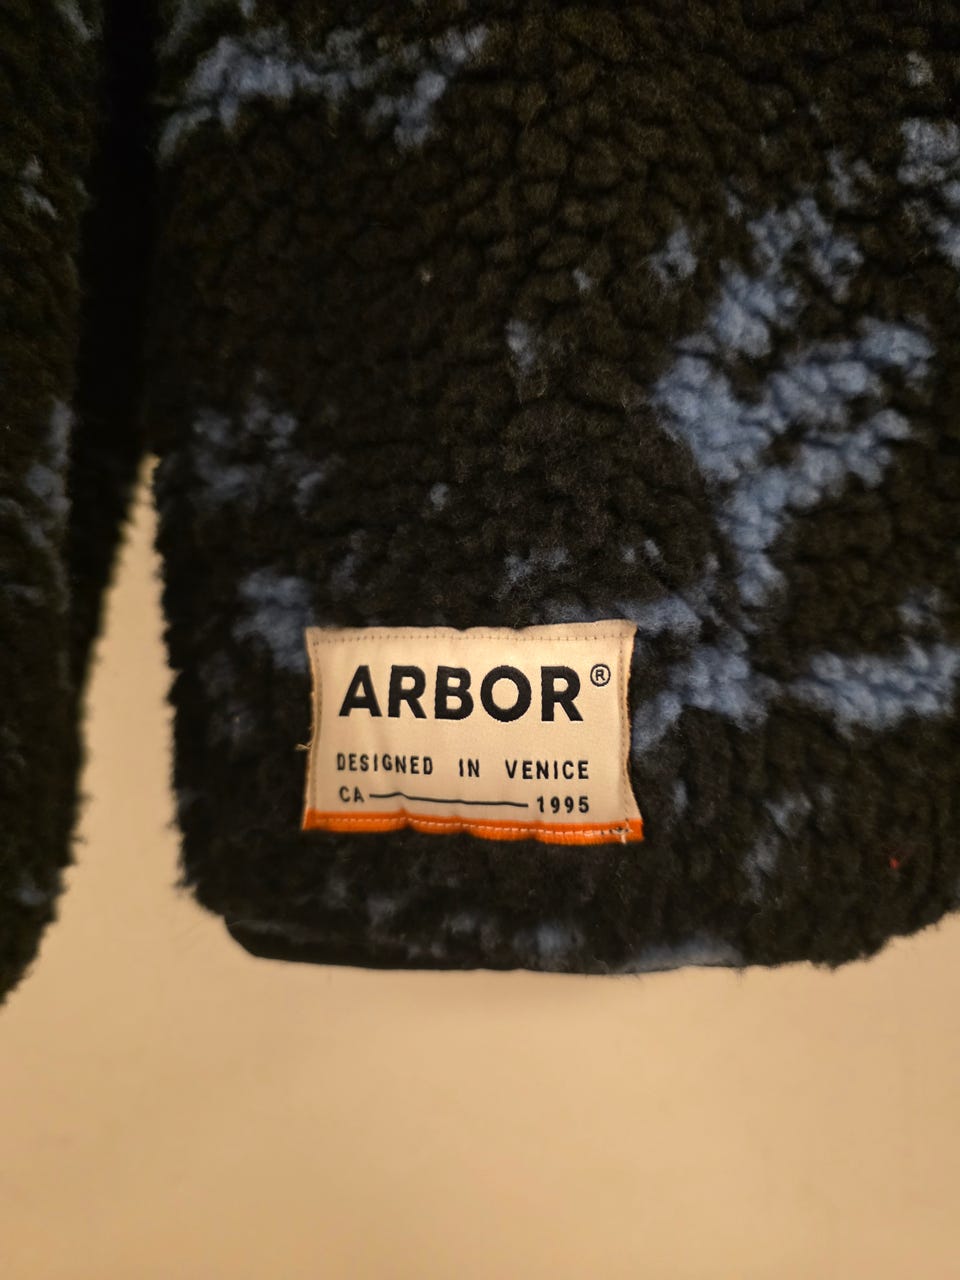 ARBOR®
DESIGNED IN VENICE
CA 1995